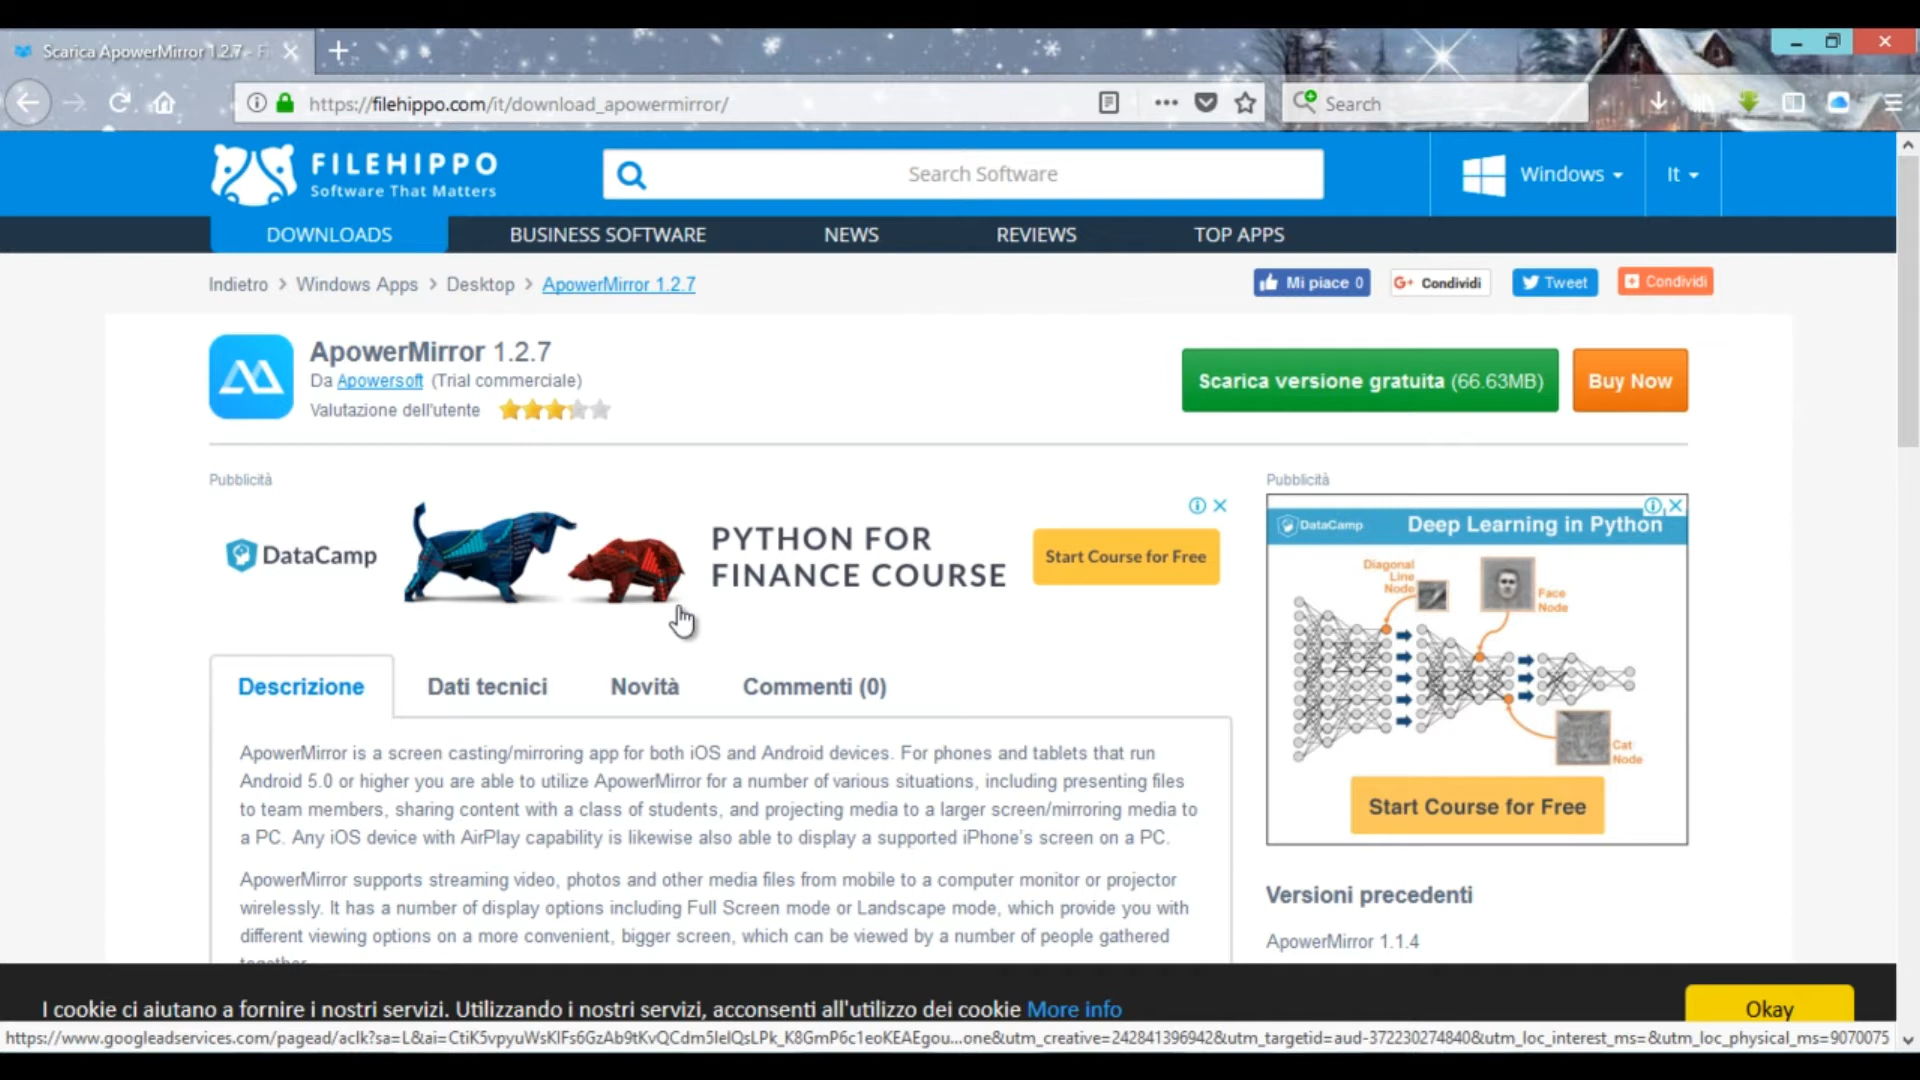 Scarica ApowerMirror 1.2.7 - Fi
https://filehippo.com/it/download_apowermirror/
Search
FILEHIPPO
Software That Matters
Search Software
Windows
It
DOWNLOADS
BUSINESS SOFTWARE
NEWS
REVIEWS
TOP APPS
Indietro > Windows Apps > Desktop > ApowerMirror 1.2.7
Mi piace 0
G+ Condividi
Tweet
Condividi
ApowerMirror 1.2.7
Da Apowersoft (Trial commerciale)
Valutazione dell'utente
Scarica versione gratuita (66.63MB)
Buy Now
Pubblicità
DataCamp
PYTHON FOR
FINANCE COURSE
Start Course for Free
Pubblicità
DataCamp
Deep Learning in Python
Diagonal
Line
Node
Face
Node
Cat
Node
Start Course for Free
Descrizione
Dati tecnici
Novità
Commenti (0)
ApowerMirror is a screen casting/mirroring app for both iOS and Android devices. For phones and tablets that run
Android 5.0 or higher you are able to utilize ApowerMirror for a number of various situations, including presenting files
to team members, sharing content with a class of students, and projecting media to a larger screen/mirroring media to
a PC. Any iOS device with AirPlay capability is likewise also able to display a supported iPhone's screen on a PC.
ApowerMirror supports streaming video, photos and other media files from mobile to a computer monitor or projector
wirelessly. It has a number of display options including Full Screen mode or Landscape mode, which provide you with
different viewing options on a more convenient, bigger screen, which can be viewed by a number of people gathered
together
Versioni precedenti
ApowerMirror 1.1.4
I cookie ci aiutano a fornire i nostri servizi. Utilizzando i nostri servizi, acconsenti all'utilizzo dei cookie More info
Okay